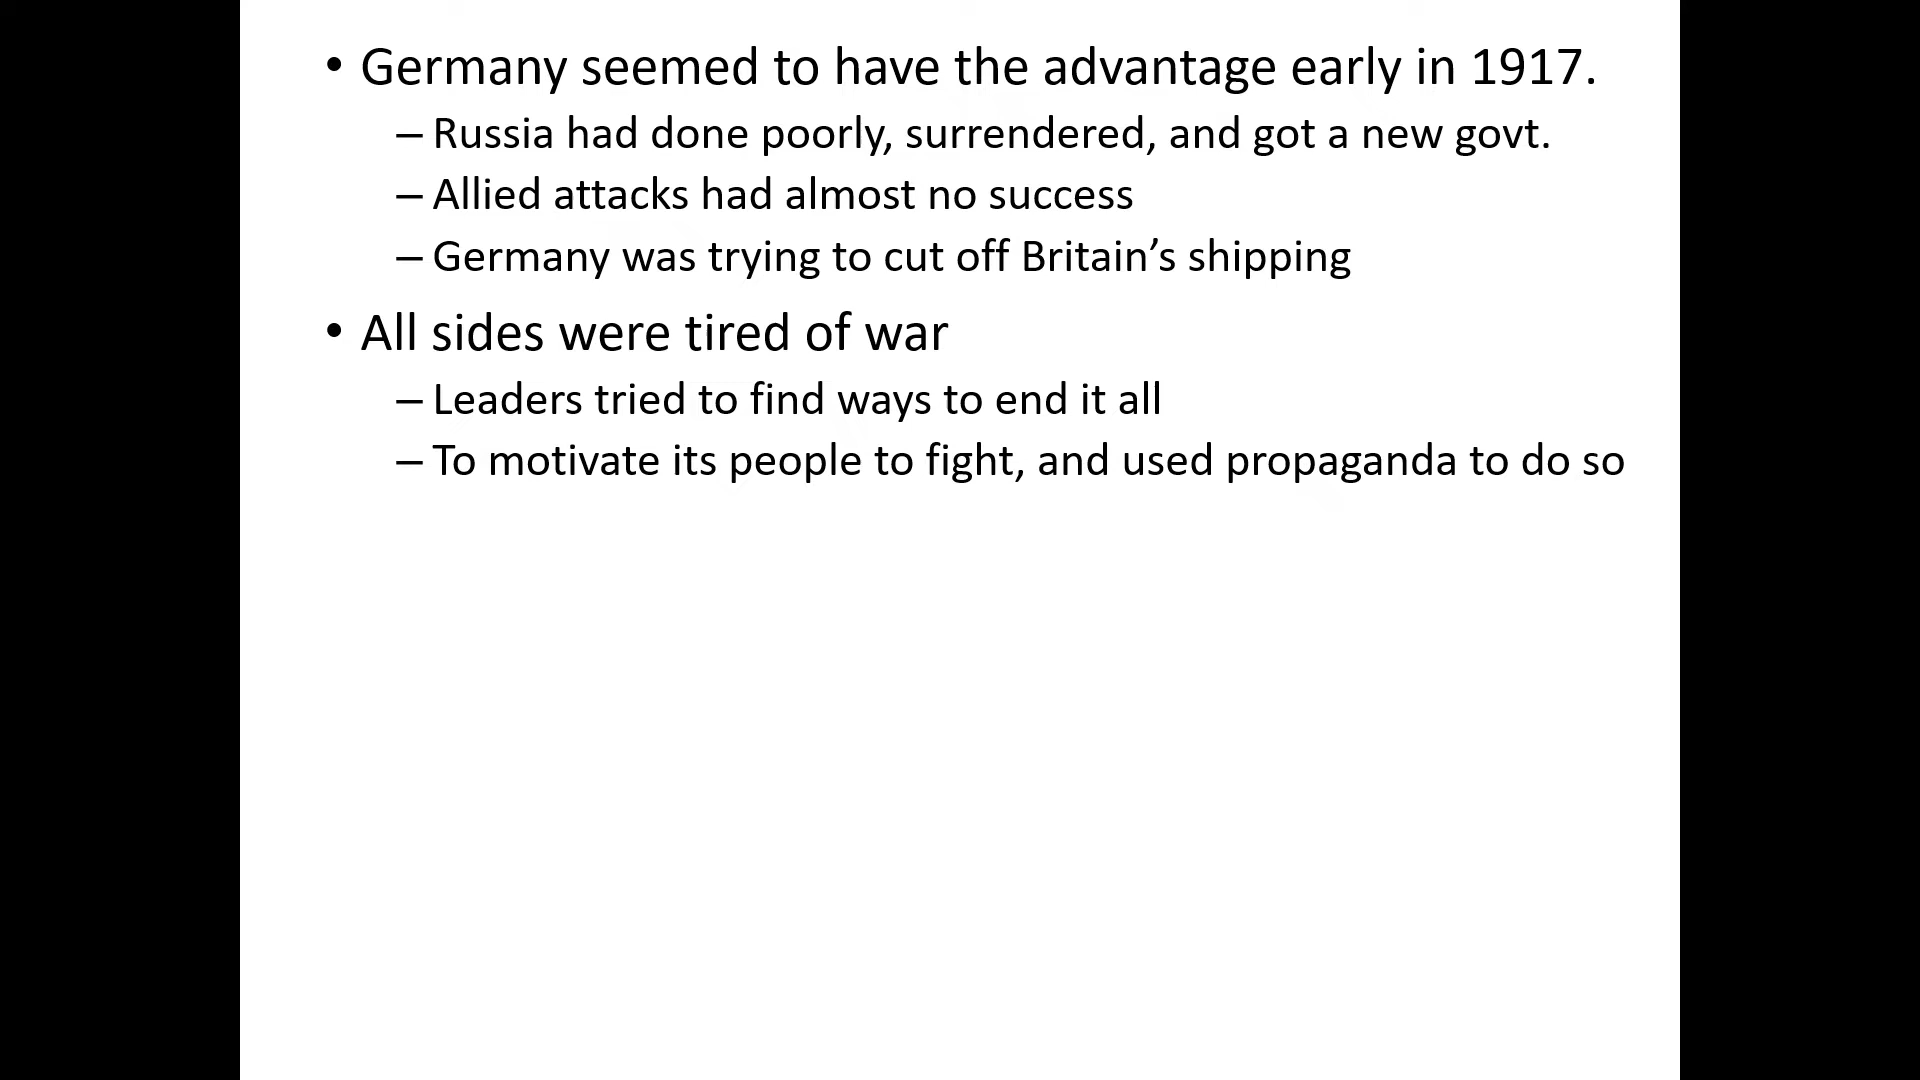 • Germany seemed to have the advantage early in 1917.
– Russia had done poorly, surrendered, and got a new govt.
– Allied attacks had almost no success
– Germany was trying to cut off Britain’s shipping
• All sides were tired of war
– Leaders tried to find ways to end it all
– To motivate its people to fight, and used propaganda to do so